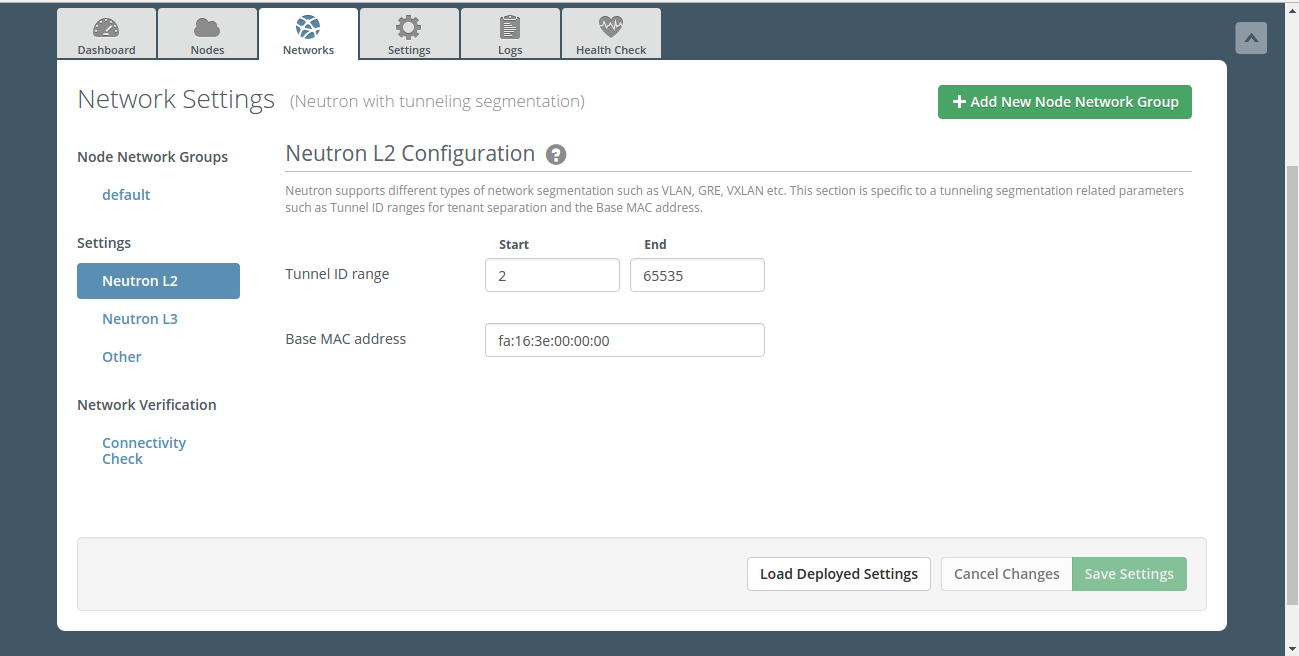 Dashboard
Nodes
Networks
Settings
Logs
Health Check
Network Settings (Neutron with tunneling segmentation)
+ Add New Node Network Group
Node Network Groups
default
Settings
Neutron L2
Neutron L3
Other
Network Verification
Connectivity
Check
Neutron L2 Configuration ?
Neutron supports different types of network segmentation such as VLAN, GRE, VXLAN etc. This section is specific to a tunneling segmentation related parameters
such as Tunnel ID ranges for tenant separation and the Base MAC address.
Start End
Tunnel ID range 2 65535
Base MAC address fa:16:3e:00:00:00
Load Deployed Settings
Cancel Changes
Save Settings